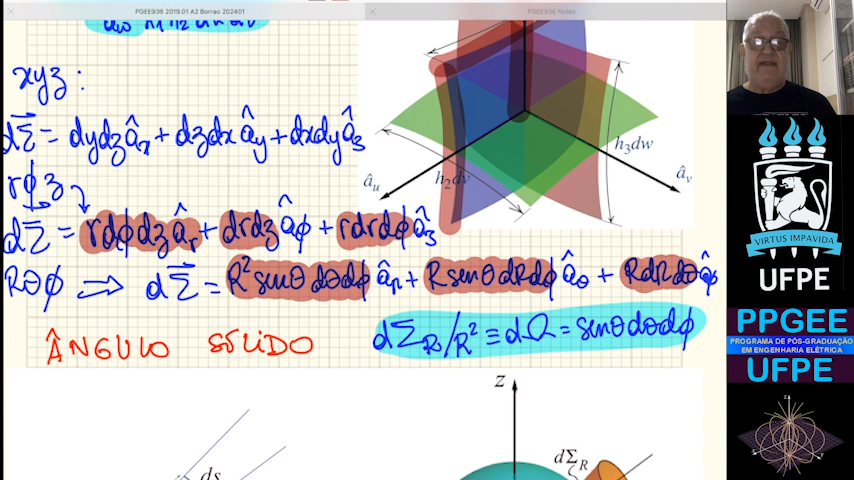 PGEE936 2019.01 A2 Borrao 202401
PGEE936 Notes
xyz:
dΣ⃗ = dydz âx + dzdx ây + dxdy âz
rφz
dΣ⃗ = rdφdz âr + drdz âφ + rdrdφ âz
Rθφ ⟹ dΣ⃗ = R² sinθ dθdφ âR + R sinθ dRdφ âθ + RdRdθ âφ
dΣR/R² ≡ dΩ = sinθ dθdφ
ÂNGULO SÓLIDO
âu
h2dv
h3dw
âv
ds
z
dΣR
VIRTUS IMPAVIDA
UFPE
PPGEE
PROGRAMA DE PÓS-GRADUAÇÃO
EM ENGENHARIA ELÉTRICA
UFPE